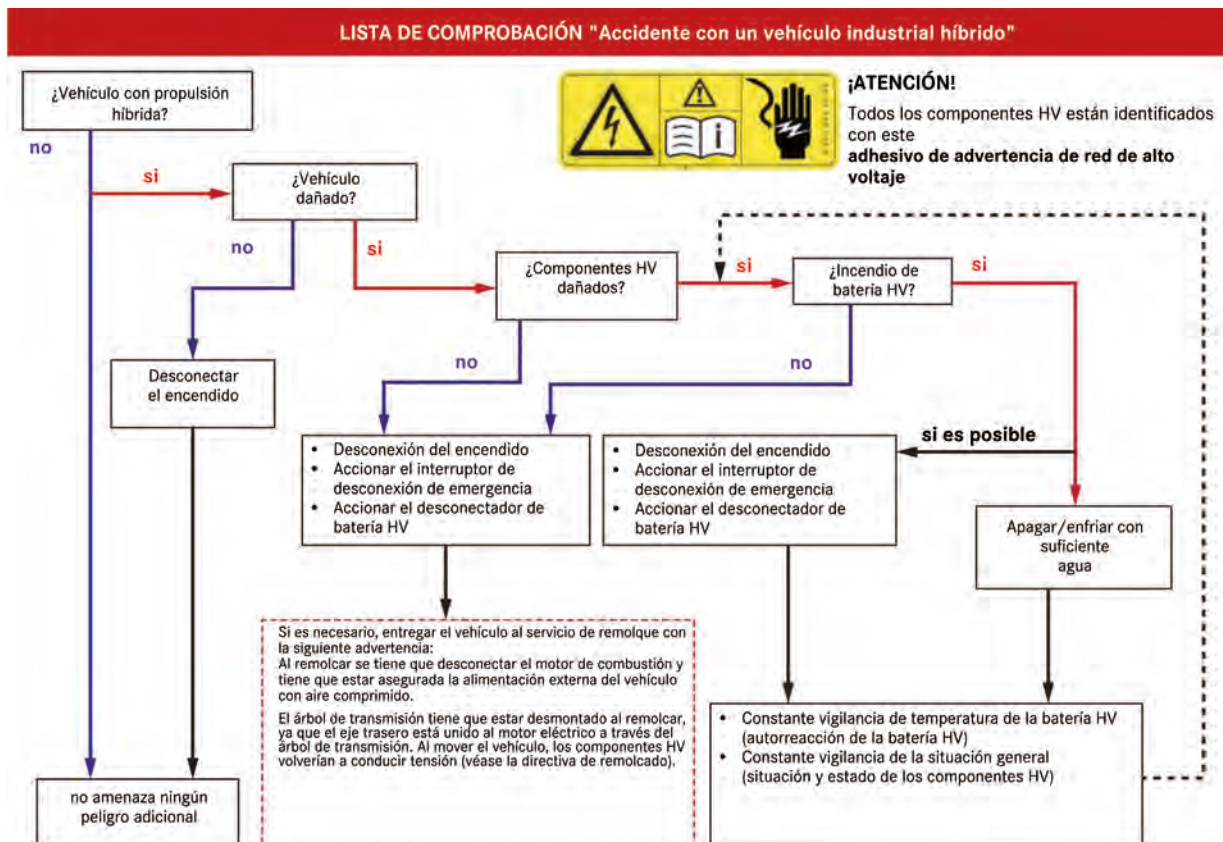 LISTA DE COMPROBACIÓN "Accidente con un vehículo industrial híbrido"
¿Vehículo con propulsión
híbrida?
¡ATENCIÓN!
Todos los componentes HV están identificados
con este
adhesivo de advertencia de red de alto
voltaje
no
si
¿Vehículo
dañado?
no
si
¿Componentes HV
dañados?
si
¿Incendio de
batería HV?
si
no
no
Desconectar
el encendido
• Desconexión del encendido
• Accionar el interruptor de
desconexión de emergencia
• Accionar el desconectador de
batería HV
• Desconexión del encendido
• Accionar el interruptor de
desconexión de emergencia
• Accionar el desconectador de
batería HV
si es posible
Apagar/enfriar con
suficiente
agua
Si es necesario, entregar el vehículo al servicio de remolque con
la siguiente advertencia:
Al remolcar se tiene que desconectar el motor de combustión y
tiene que estar asegurada la alimentación externa del vehículo
con aire comprimido.
El árbol de transmisión tiene que estar desmontado al remolcar,
ya que el eje trasero está unido al motor eléctrico a través del
árbol de transmisión. Al mover el vehículo, los componentes HV
volverían a conducir tensión (véase la directiva de remolcado).
• Constante vigilancia de temperatura de la batería HV
(autorreacción de la batería HV)
• Constante vigilancia de la situación general
(situación y estado de los componentes HV)
no amenaza ningún
peligro adicional